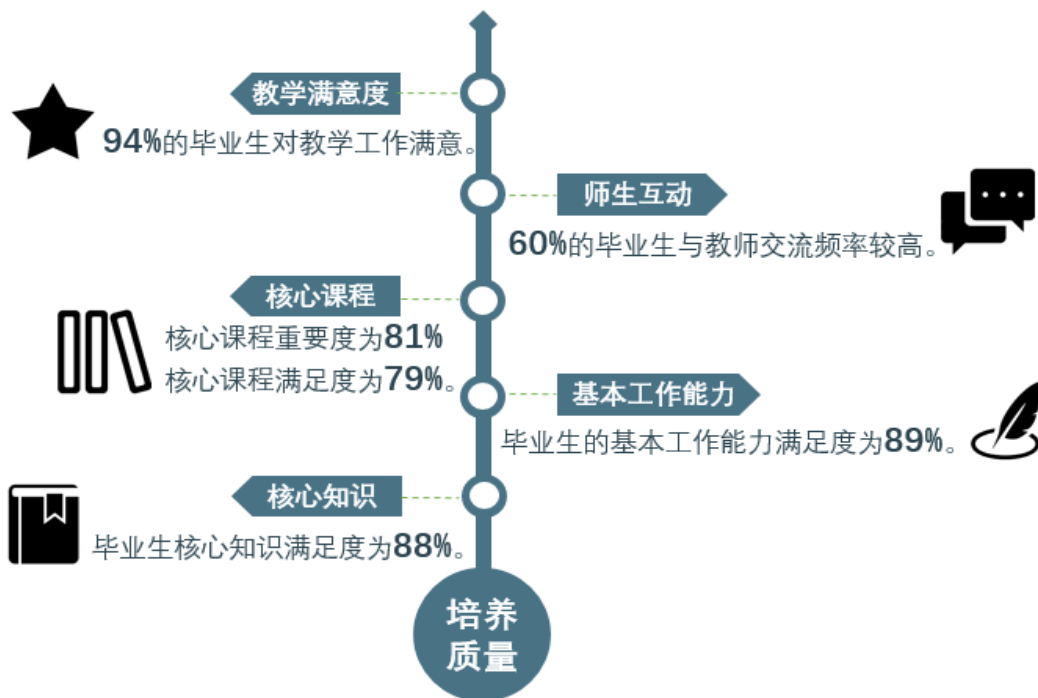 教学满意度
94%的毕业生对教学工作满意。
师生互动
60%的毕业生与教师交流频率较高。
核心课程
核心课程重要度为81%
核心课程满足度为79%。
基本工作能力
毕业生的基本工作能力满足度为89%。
核心知识
毕业生核心知识满足度为88%。
培养
质量